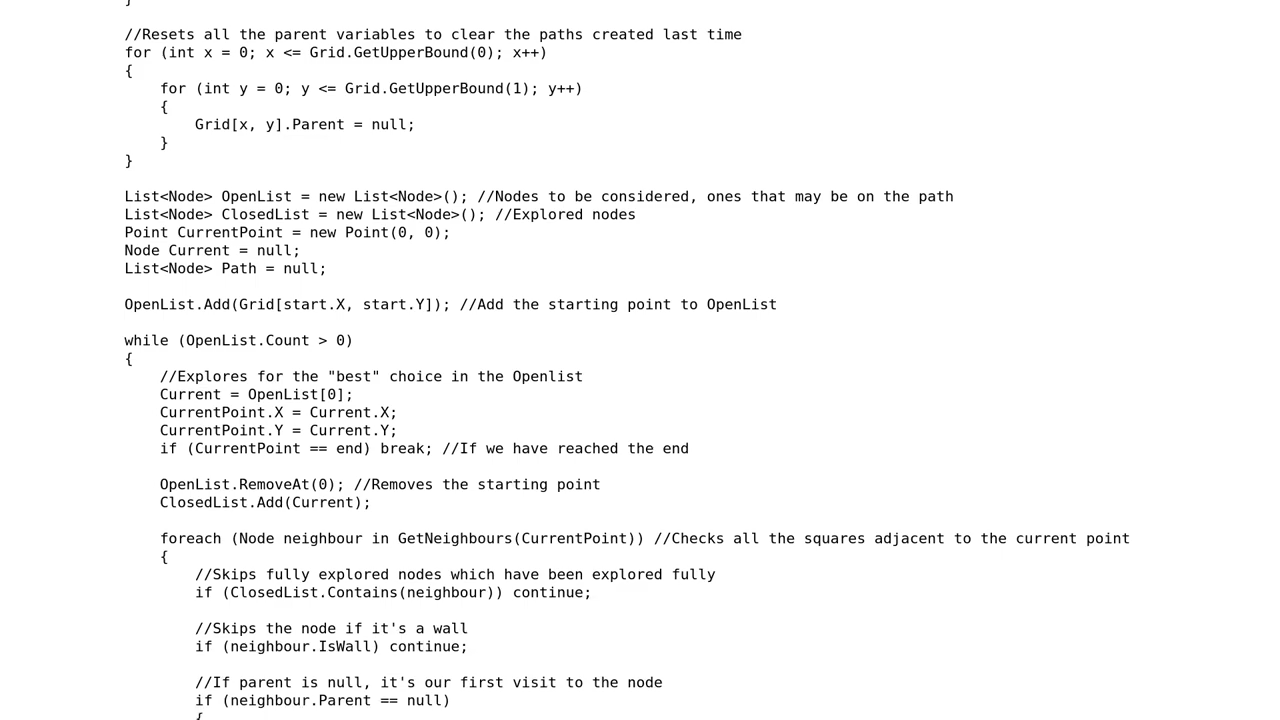 }
//Resets all the parent variables to clear the paths created last time
for (int x = 0; x <= Grid.GetUpperBound(0); x++)
{
for (int y = 0; y <= Grid.GetUpperBound(1); y++)
{
Grid[x, y].Parent = null;
}
}
List<Node> OpenList = new List<Node>(); //Nodes to be considered, ones that may be on the path
List<Node> ClosedList = new List<Node>(); //Explored nodes
Point CurrentPoint = new Point(0, 0);
Node Current = null;
List<Node> Path = null;
OpenList.Add(Grid[start.X, start.Y]); //Add the starting point to OpenList
while (OpenList.Count > 0)
{
//Explores for the "best" choice in the Openlist
Current = OpenList[0];
CurrentPoint.X = Current.X;
CurrentPoint.Y = Current.Y;
if (CurrentPoint == end) break; //If we have reached the end
OpenList.RemoveAt(0); //Removes the starting point
ClosedList.Add(Current);
foreach (Node neighbour in GetNeighbours(CurrentPoint)) //Checks all the squares adjacent to the current point
{
//Skips fully explored nodes which have been explored fully
if (ClosedList.Contains(neighbour)) continue;
//Skips the node if it's a wall
if (neighbour.IsWall) continue;
//If parent is null, it's our first visit to the node
if (neighbour.Parent == null)
{